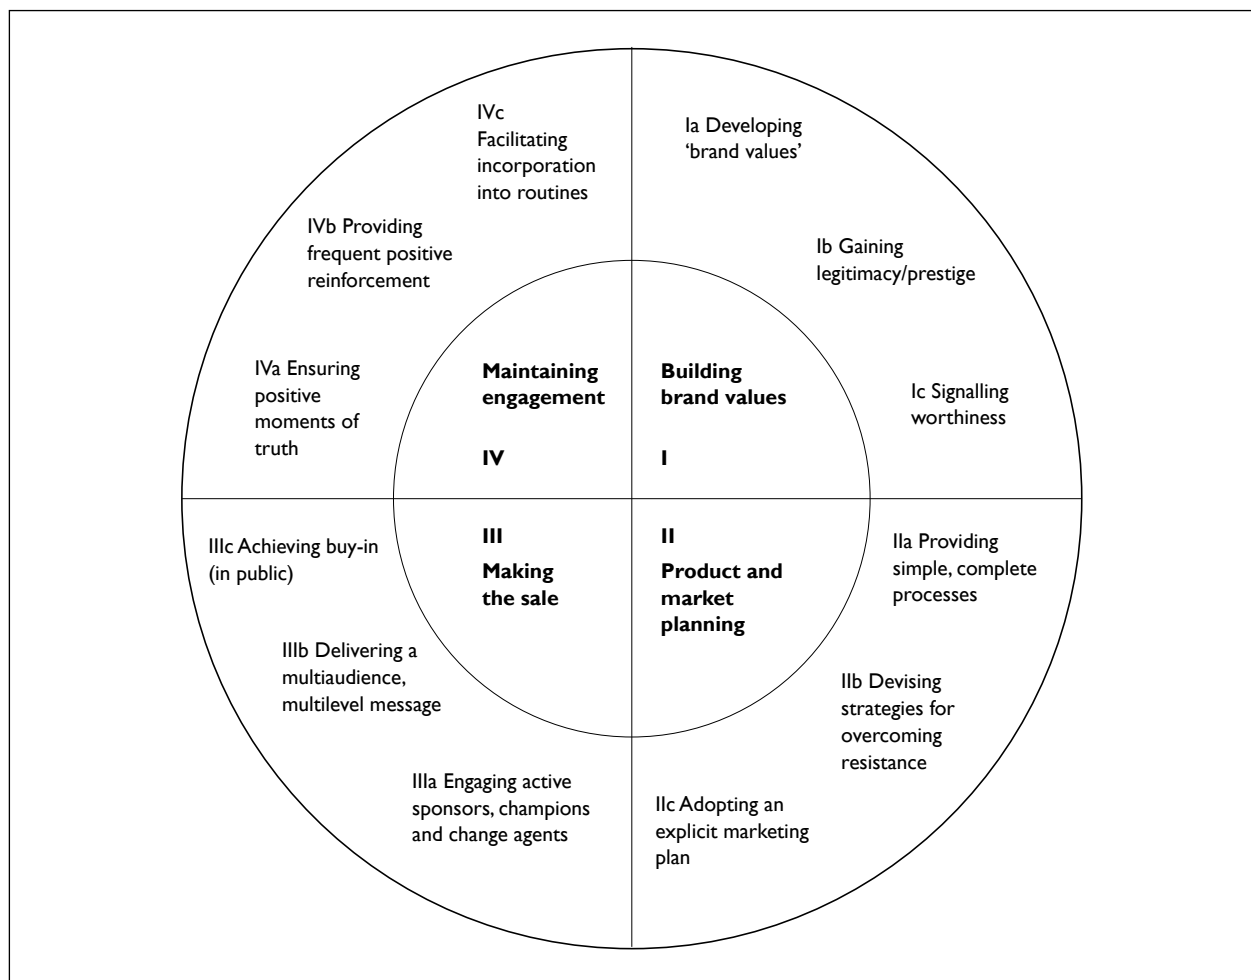 IVc
Facilitating
incorporation
into routines
Ia Developing
‘brand values’
IVb Providing
frequent positive
reinforcement
Ib Gaining
legitimacy/prestige
IVa Ensuring
positive
moments of
truth
Maintaining
engagement
IV
Building
brand values
I
Ic Signalling
worthiness
IIIc Achieving buy-in
(in public)
III
Making
the sale
II
Product and
market
planning
IIa Providing
simple, complete
processes
IIIb Delivering a
multiaudience,
multilevel message
IIb Devising
strategies for
overcoming
resistance
IIIa Engaging active
sponsors, champions
and change agents
IIc Adopting an
explicit marketing
plan